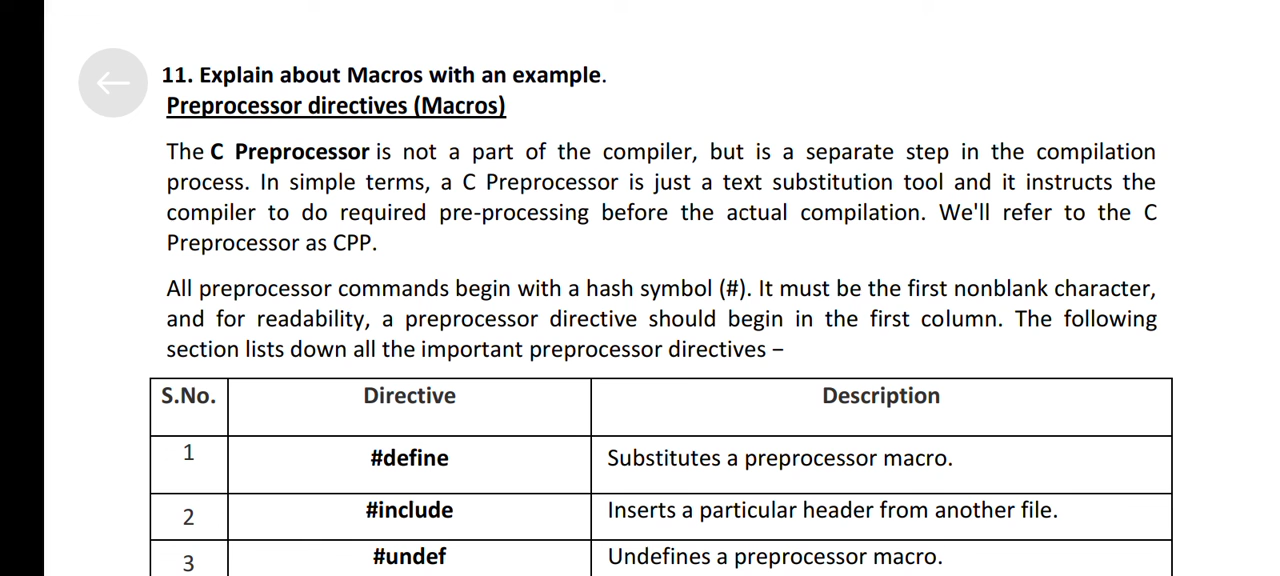 11. Explain about Macros with an example.
Preprocessor directives (Macros)
The C Preprocessor is not a part of the compiler, but is a separate step in the compilation
process. In simple terms, a C Preprocessor is just a text substitution tool and it instructs the
compiler to do required pre-processing before the actual compilation. We'll refer to the C
Preprocessor as CPP.
All preprocessor commands begin with a hash symbol (#). It must be the first nonblank character,
and for readability, a preprocessor directive should begin in the first column. The following
section lists down all the important preprocessor directives −
S.No. Directive Description
1 #define Substitutes a preprocessor macro.
2 #include Inserts a particular header from another file.
3 #undef Undefines a preprocessor macro.